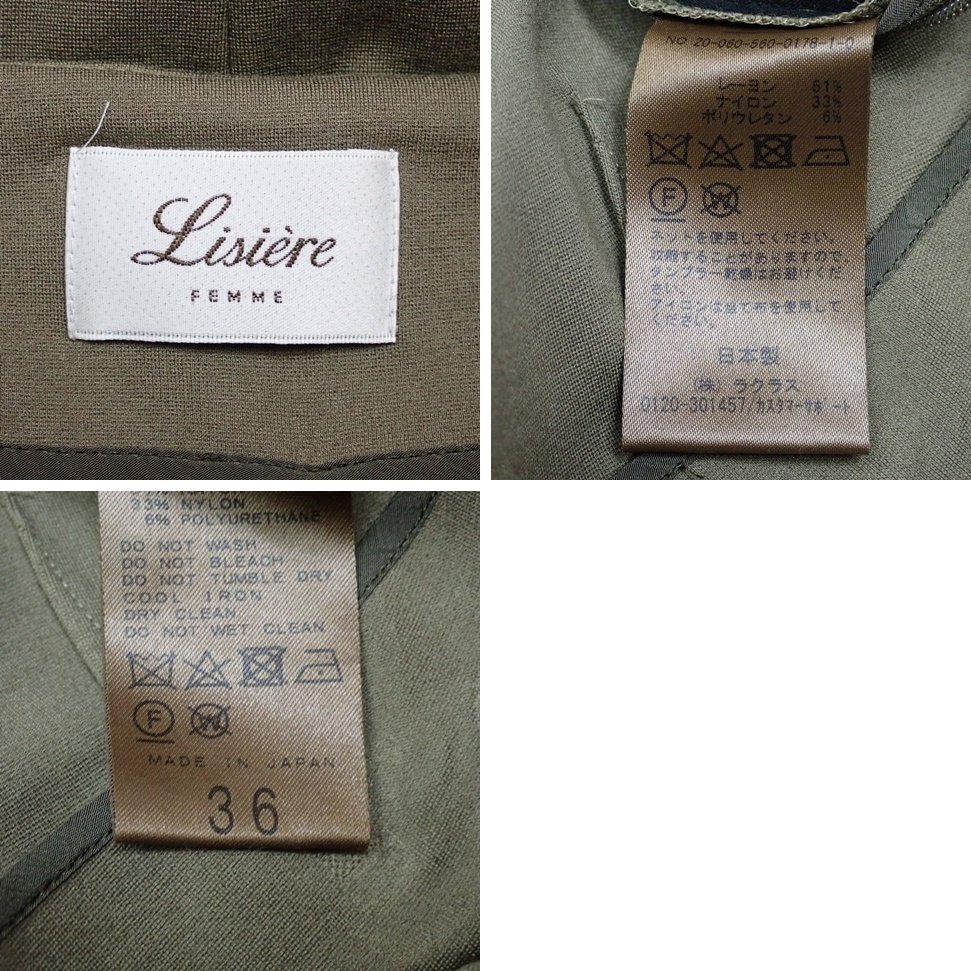 Lisière
FEMME
NO 20-060-560-0178-1-0
レーヨン 61%
ナイロン 33%
ポリウレタン 6%
F W
ネットを使用してください。
収縮することがありますので
タンブラー乾燥はお避けくださ
い。
アイロンは当て布を使用して
ください。
日本製
(株) ラクラス
0120-301457/カスタマーサポート
33% NYLON
6% POLYURETHANE
DO NOT WASH
DO NOT BLEACH
DO NOT TUMBLE DRY
COOL IRON
DRY CLEAN
DO NOT WET CLEAN
F W
MADE IN JAPAN
36